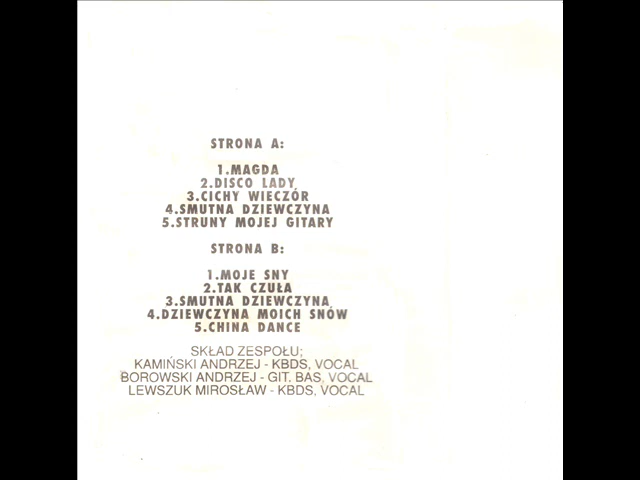 STRONA A:
1.MAGDA
2.DISCO LADY
3.CICHY WIECZÓR
4.SMUTNA DZIEWCZYNA
5.STRUNY MOJEJ GITARY
STRONA B:
1.MOJE SNY
2.TAK CZUŁA
3.SMUTNA DZIEWCZYNA
4.DZIEWCZYNA MOICH SNÓW
5.CHINA DANCE
SKŁAD ZESPOŁU;
KAMIŃSKI ANDRZEJ - KBDS, VOCAL
BOROWSKI ANDRZEJ - GIT. BAS, VOCAL
LEWSZUK MIROSŁAW - KBDS, VOCAL